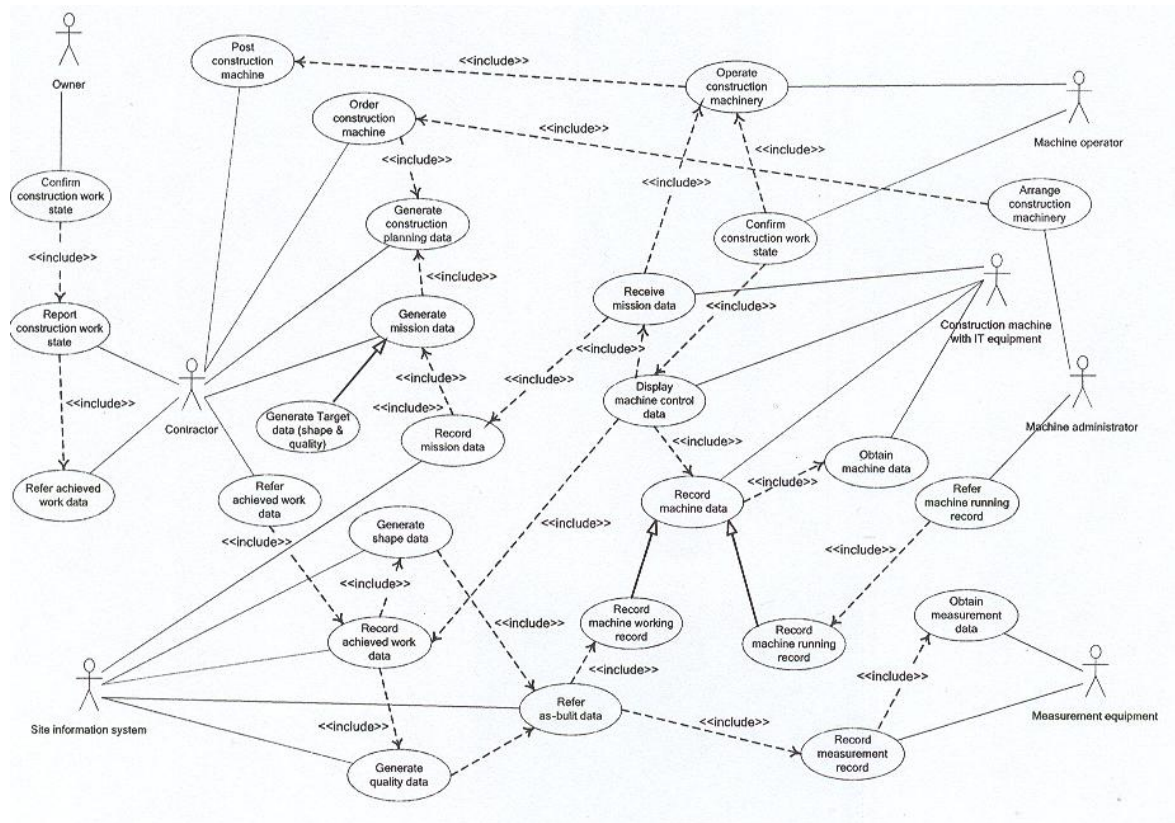 Owner
Post
construction
machine
<<include>>
Operate
construction
machinery
Machine operator
Order
construction
machine
<<include>>
<<include>>
<<include>>
<<include>>
Confirm
construction work
state
Arrange
construction
machinery
Generate
construction
planning data
Confirm
construction work
state
<<include>>
<<include>>
Receive
mission data
<<include>>
Construction machine
with IT equipment
Report
construction work
state
Generate
mission data
<<include>>
<<include>>
Display
machine control
data
<<include>>
<<include>>
Contractor
Generate Target
data (shape &
quality)
Record
mission data
Machine administrator
<<include>>
Obtain
machine data
<<include>>
Refer achieved
work data
Refer
achieved work
data
Record
machine data
Refer
machine running
record
Generate
shape data
<<include>>
<<include>>
<<include>>
<<include>>
Record
machine working
record
Obtain
measurement
data
<<include>>
Record
achieved work
data
Record
machine running
record
<<include>>
<<include>>
Site information system
Refer
as-bulit data
<<include>>
<<include>>
Measurement equipment
Record
measurement
record
Generate
quality data